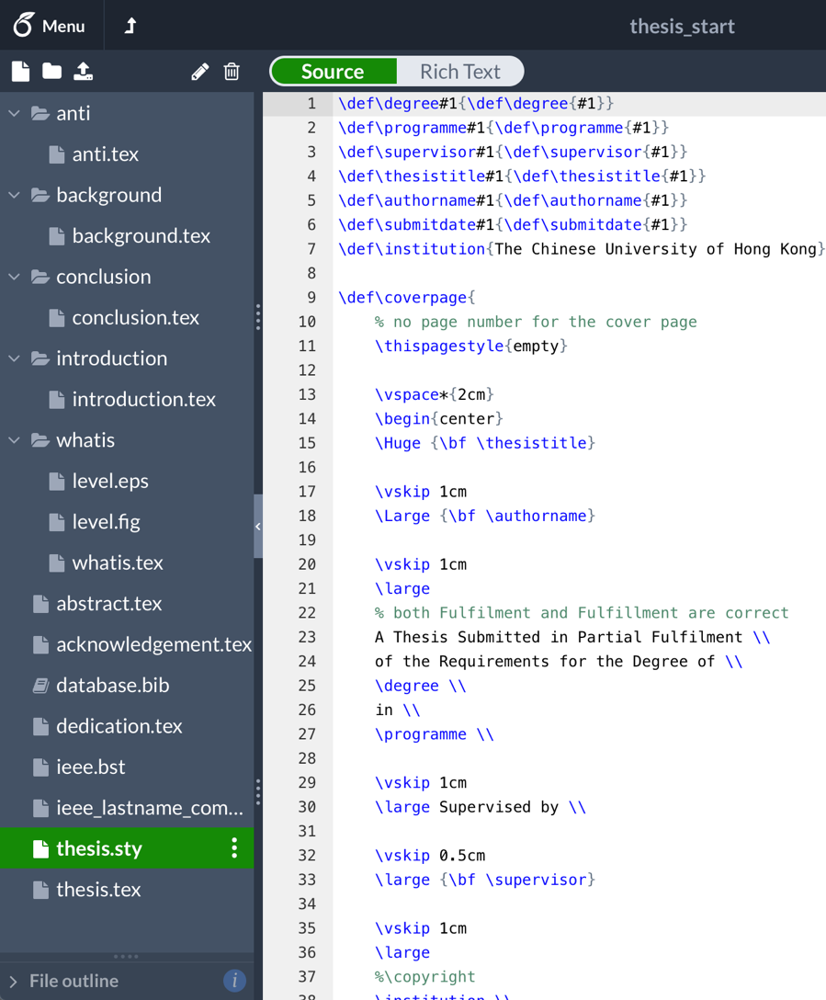 Menu
thesis_start
Source
Rich Text
anti
anti.tex
background
background.tex
conclusion
conclusion.tex
introduction
introduction.tex
whatis
level.eps
level.fig
whatis.tex
abstract.tex
acknowledgement.tex
database.bib
dedication.tex
ieee.bst
ieee_lastname_com...
thesis.sty
thesis.tex
File outline
i
1 \def\degree#1{\def\degree{#1}}
2 \def\programme#1{\def\programme{#1}}
3 \def\supervisor#1{\def\supervisor{#1}}
4 \def\thesistitle#1{\def\thesistitle{#1}}
5 \def\authorname#1{\def\authorname{#1}}
6 \def\submitdate#1{\def\submitdate{#1}}
7 \def\institution{The Chinese University of Hong Kong}
8
9 \def\coverpage{
10 % no page number for the cover page
11 \thispagestyle{empty}
12
13 \vspace*{2cm}
14 \begin{center}
15 \Huge {\bf \thesistitle}
16
17 \vskip 1cm
18 \Large {\bf \authorname}
19
20 \vskip 1cm
21 \large
22 % both Fulfilment and Fulfillment are correct
23 A Thesis Submitted in Partial Fulfilment \\
24 of the Requirements for the Degree of \\
25 \degree \\
26 in \\
27 \programme \\
28
29 \vskip 1cm
30 \large Supervised by \\
31
32 \vskip 0.5cm
33 \large {\bf \supervisor}
34
35 \vskip 1cm
36 \large
37 %\copyright
38 \institution \\